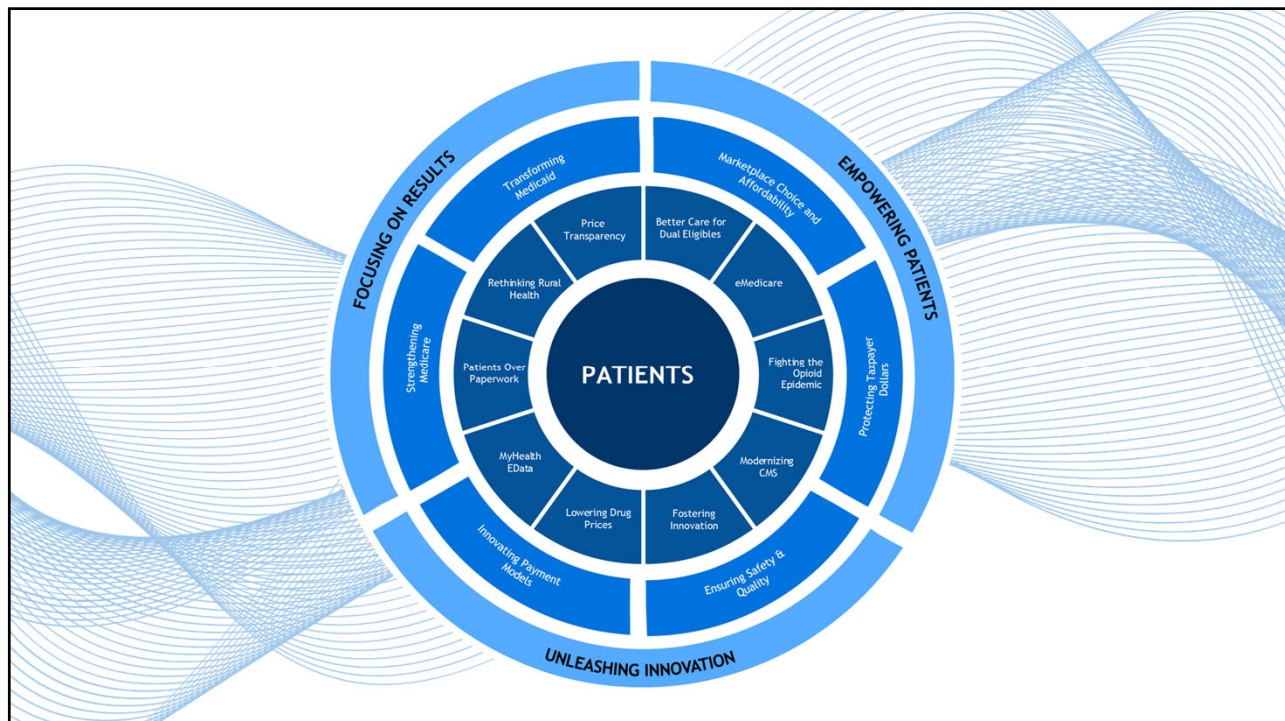 FOCUSING ON RESULTS
EMPOWERING PATIENTS
UNLEASHING INNOVATION
Transforming
Medicaid
Marketplace Choice and
Affordability
Protecting Taxpayer
Dollars
Ensuring Safety &
Quality
Innovating Payment
Models
Strengthening
Medicare
Price
Transparency
Better Care for
Dual Eligibles
eMedicare
Fighting the
Opioid
Epidemic
Modernizing
CMS
Fostering
Innovation
Lowering Drug
Prices
MyHealth
EData
Patients Over
Paperwork
Rethinking Rural
Health
PATIENTS